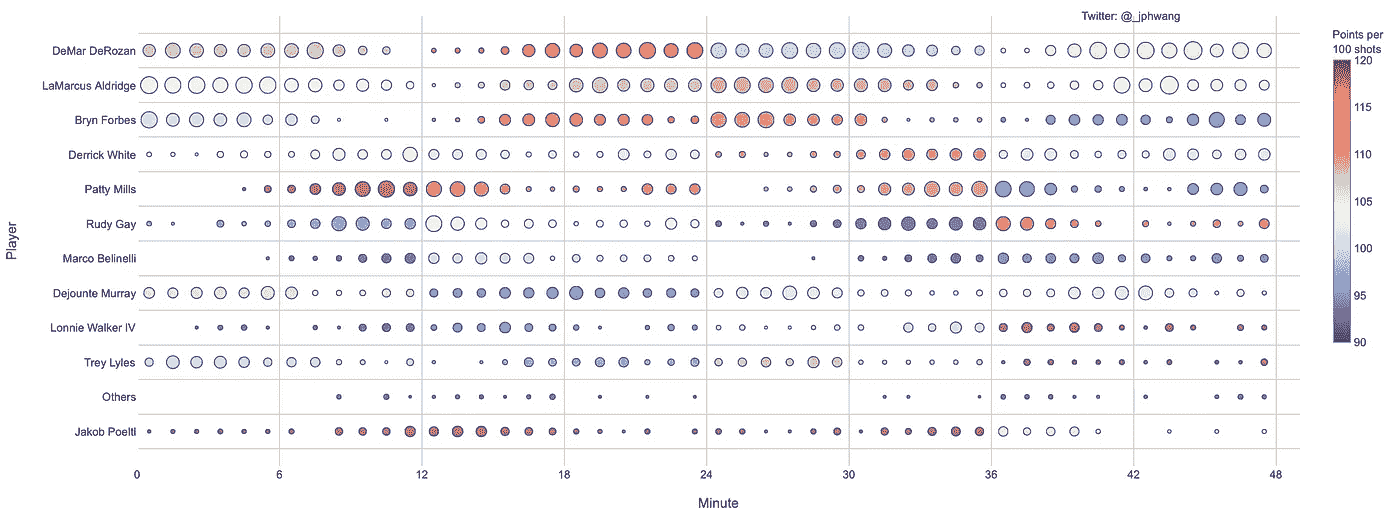 Twitter: @_jphwang
Points per
100 shots
DeMar DeRozan
LaMarcus Aldridge
Bryn Forbes
Derrick White
Patty Mills
Rudy Gay
Marco Belinelli
Dejounte Murray
Lonnie Walker IV
Trey Lyles
Others
Jakob Poeltl
Player
0 6 12 18 24 30 36 42 48
Minute
120
115
110
105
100
95
90